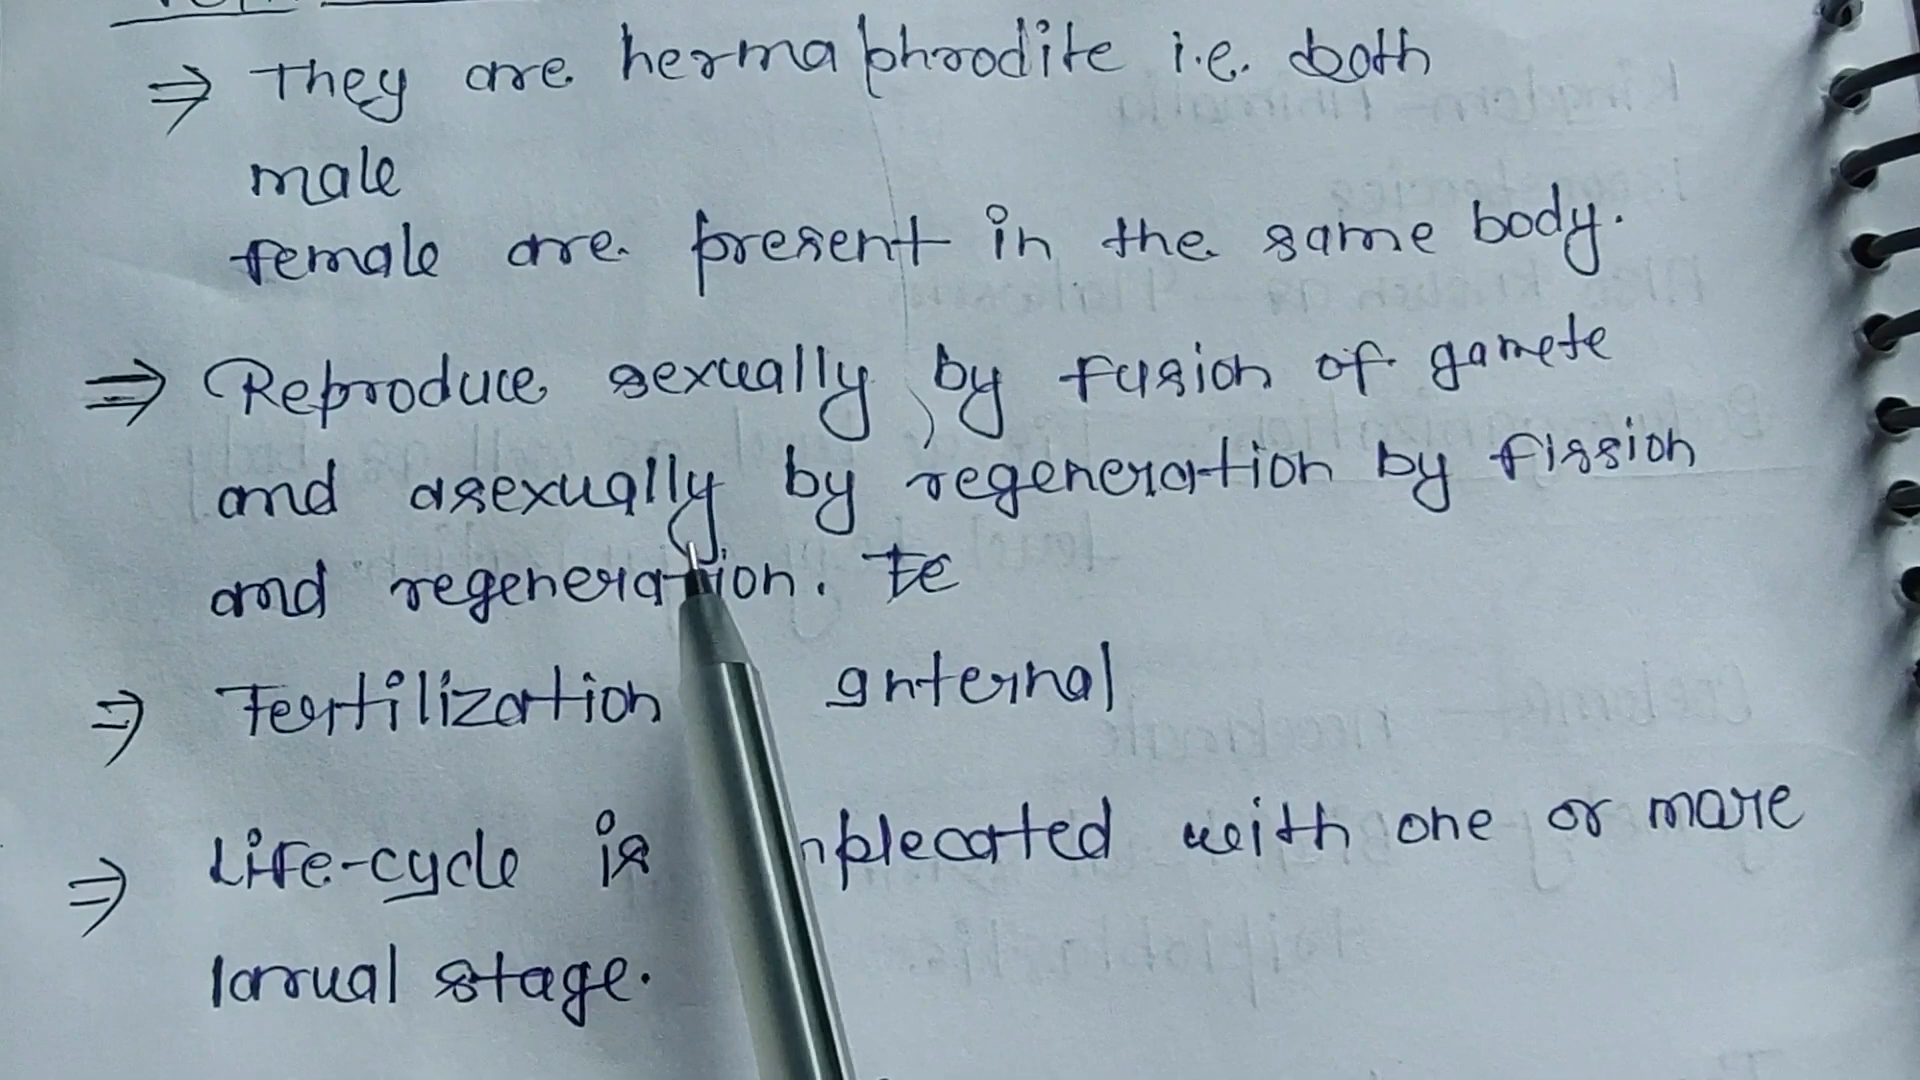 ⇒ They are hermaphrodite i.e. both
male
female are present in the same body.
⇒ Reproduce sexually by fusion of gamete
and asexually by regeneration by fission
and regeneration. te
⇒ Fertilization Internal
⇒ Life-cycle is mplecated with one or more
larval stage.